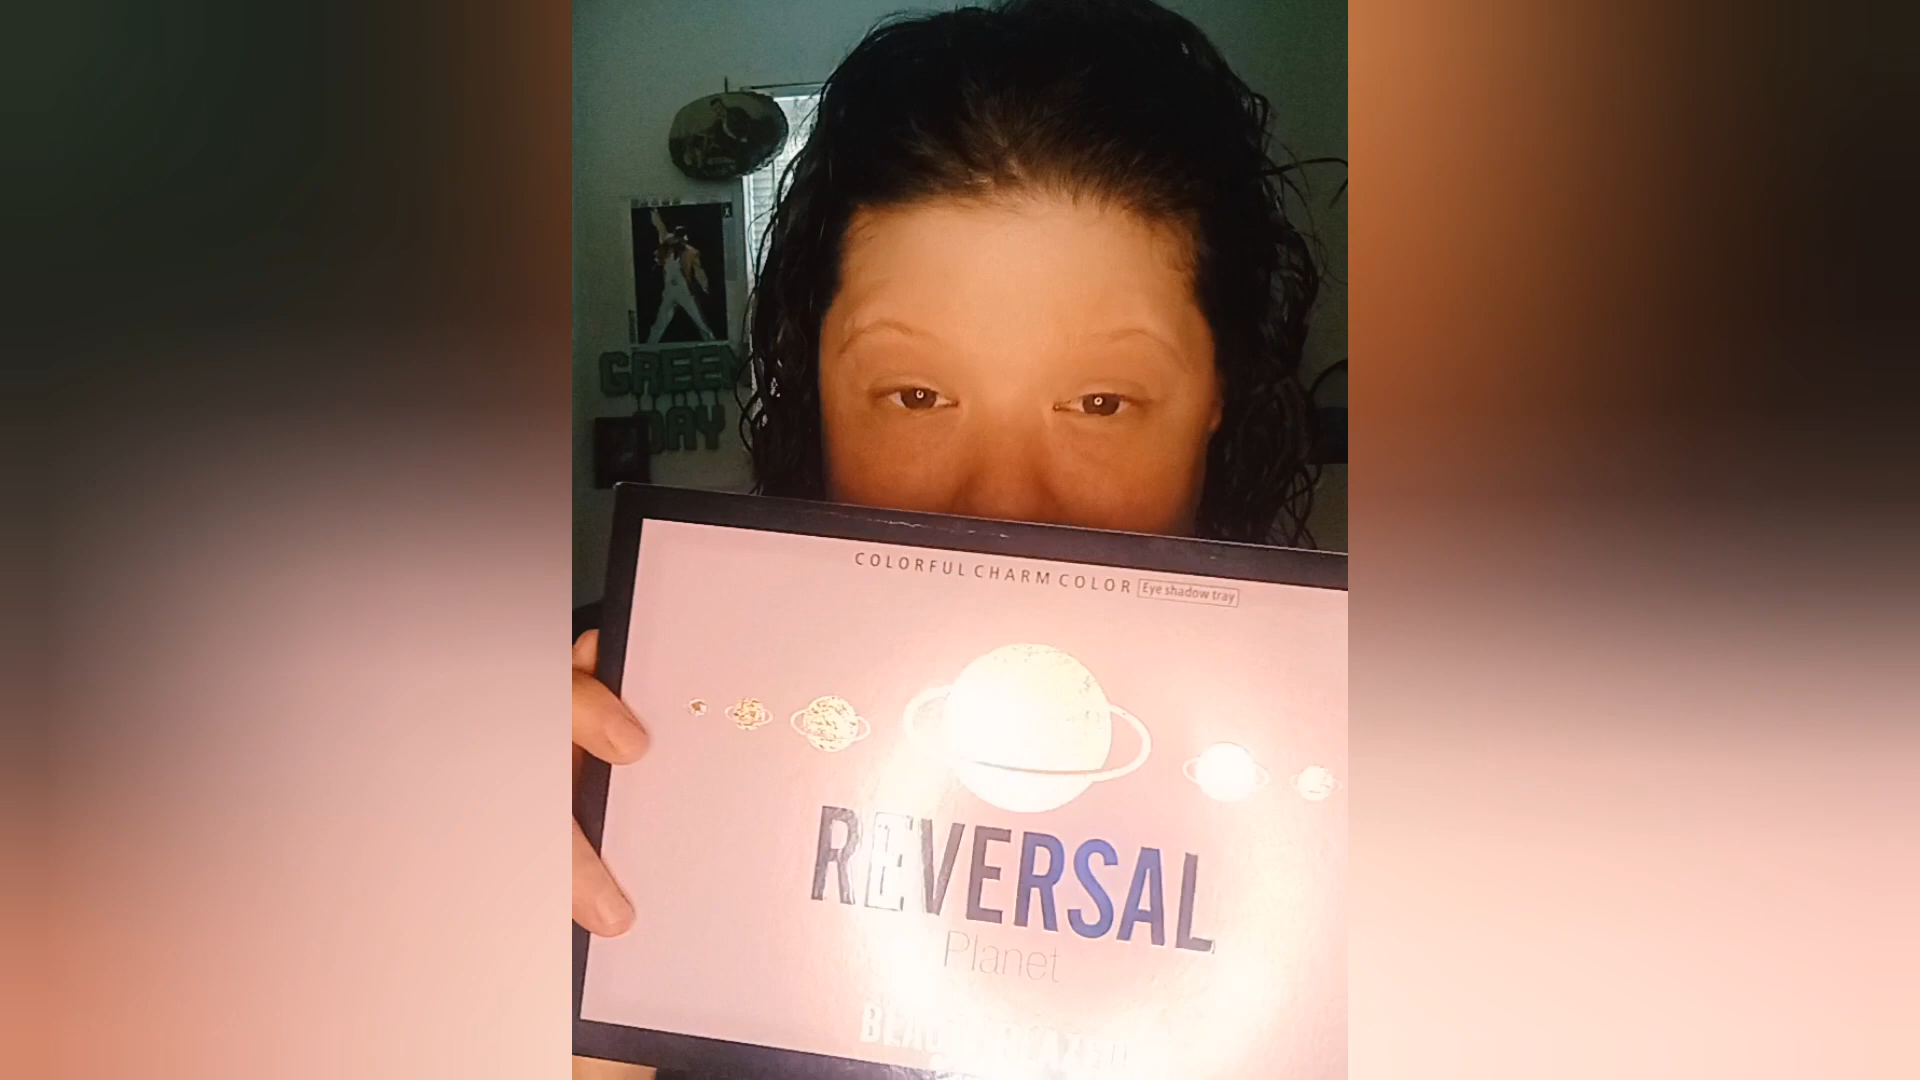 GREEN
DAY
COLORFUL CHARM COLOR Eye shadow tray
REVERSAL
Planet